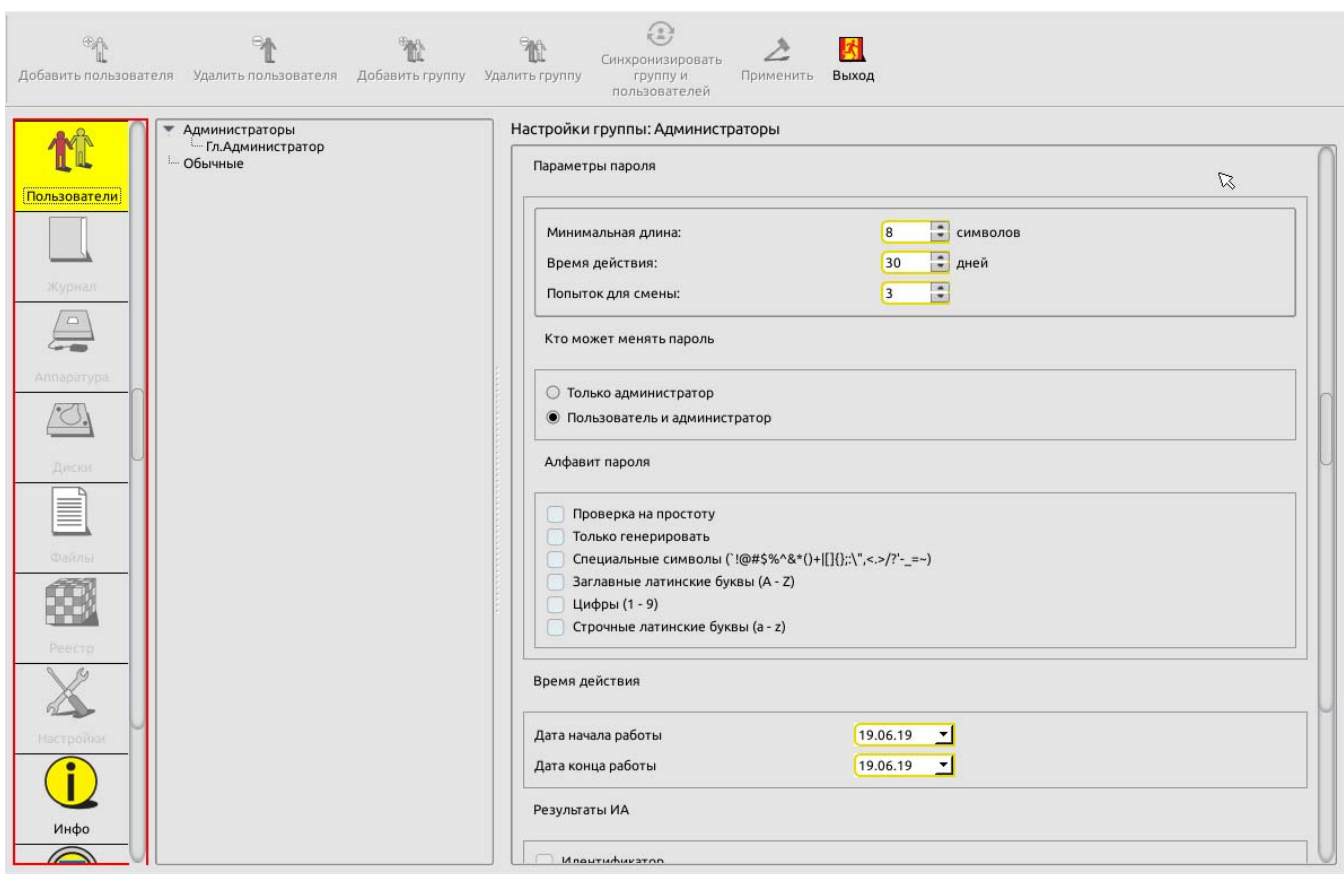 Добавить пользователя
Удалить пользователя
Добавить группу
Удалить группу
Синхронизировать
группу и
пользователей
Применить
Выход
Пользователи
Журнал
Аппаратура
Диски
Файлы
Реестр
Настройки
Инфо
Администраторы
Гл.Администратор
Обычные
Настройки группы: Администраторы
Параметры пароля
Минимальная длина: 8 символов
Время действия: 30 дней
Попыток для смены: 3
Кто может менять пароль
Только администратор
Пользователь и администратор
Алфавит пароля
Проверка на простоту
Только генерировать
Специальные символы (`!@#$%^&*()+|[]{};:\",<.>/?'-_=~)
Заглавные латинские буквы (A - Z)
Цифры (1 - 9)
Строчные латинские буквы (a - z)
Время действия
Дата начала работы 19.06.19
Дата конца работы 19.06.19
Результаты ИА
Идентификатор